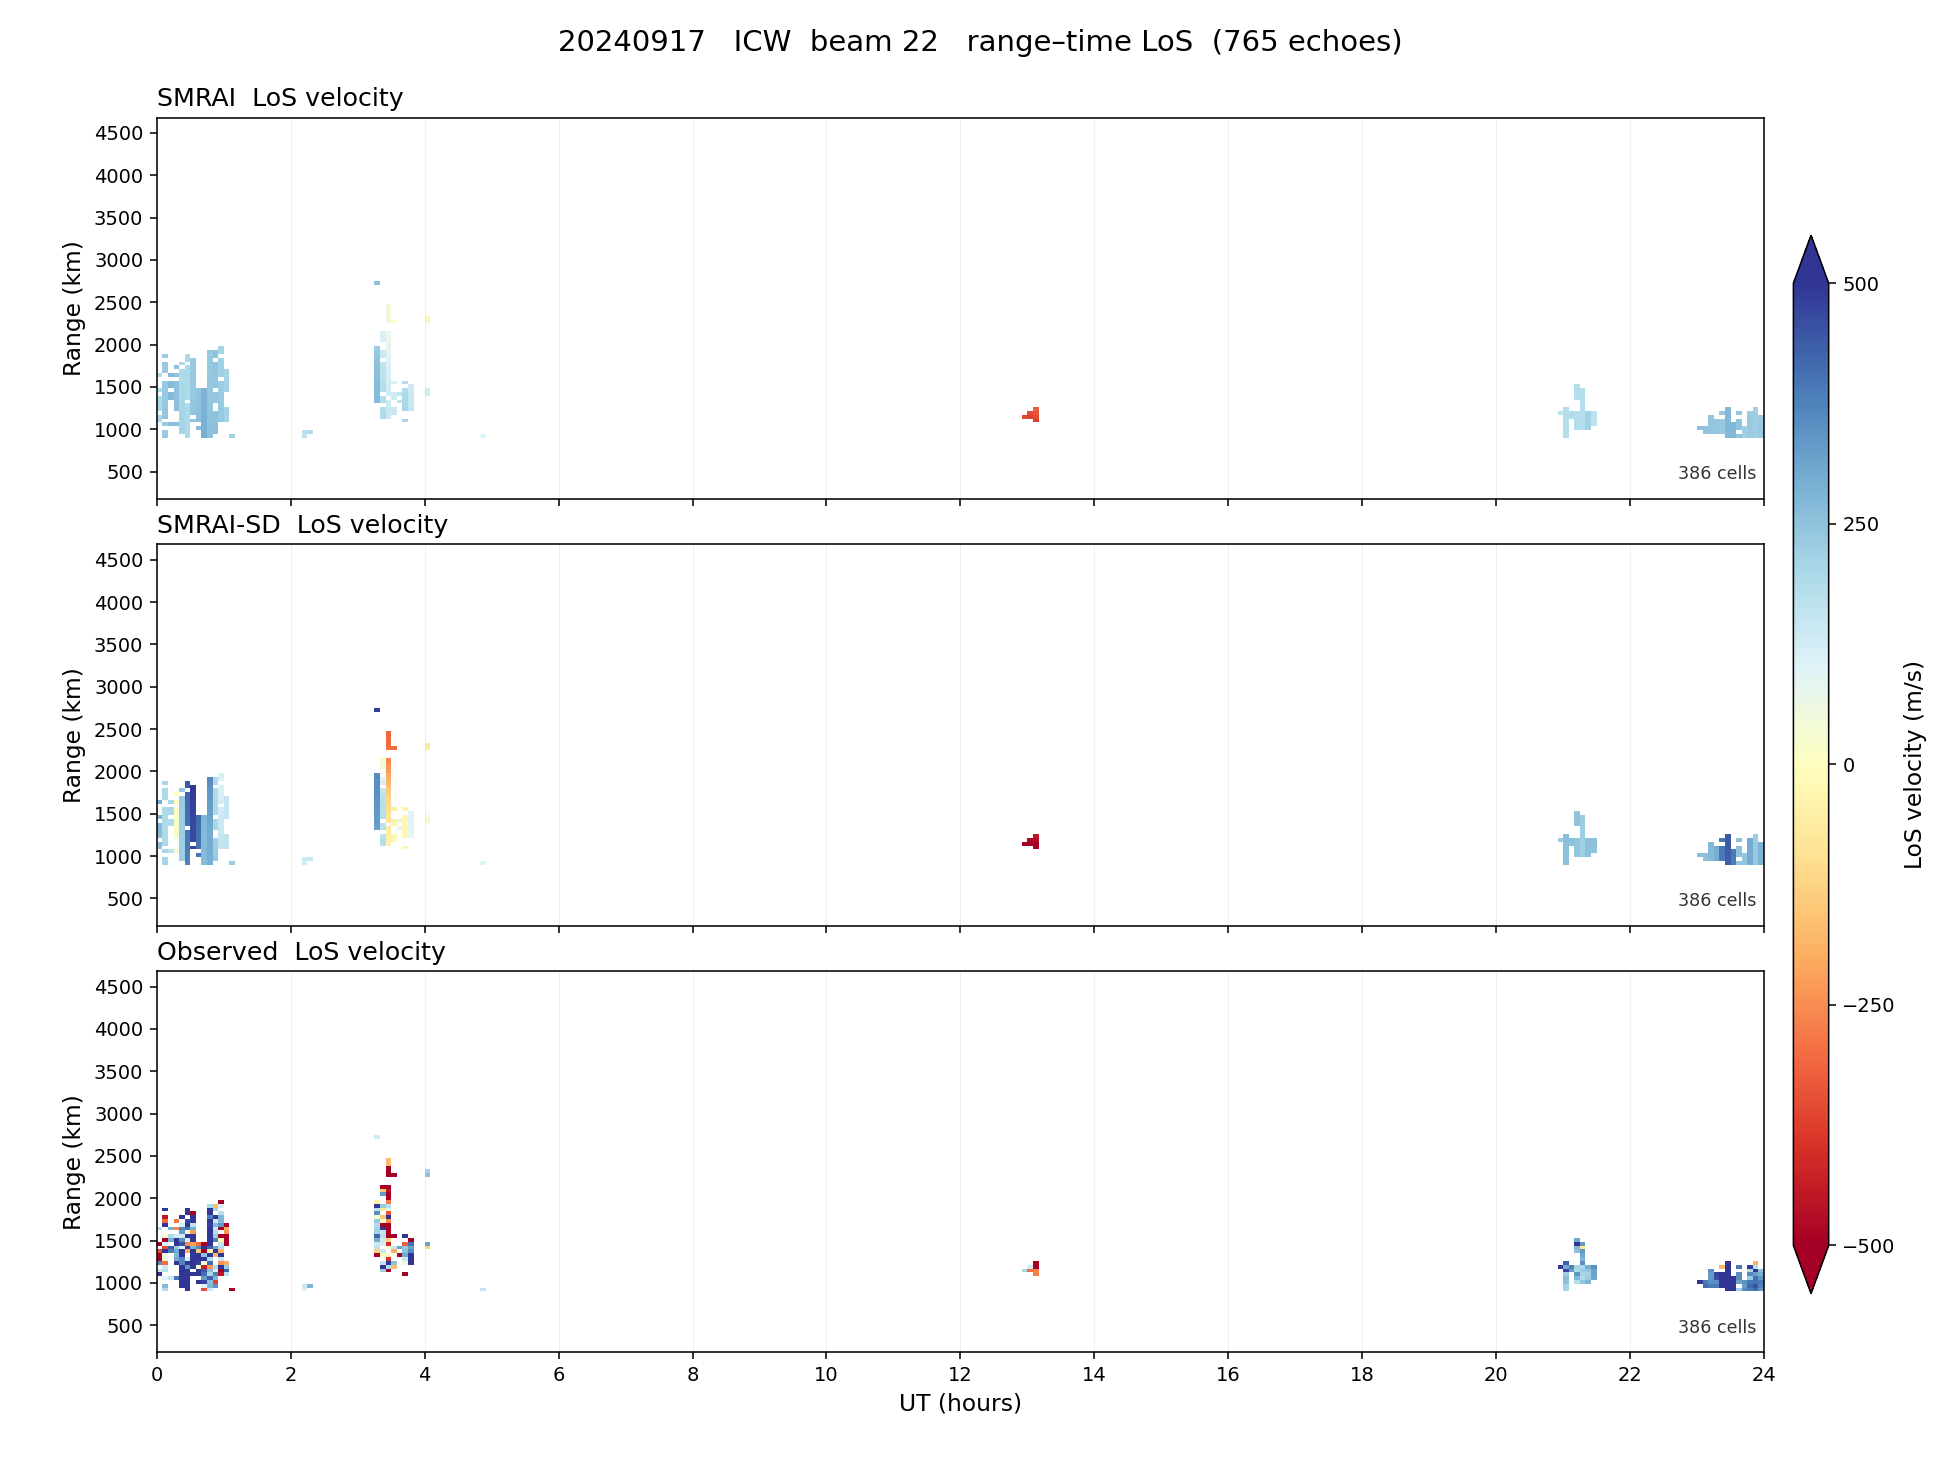 20240917   ICW  beam 22   range–time LoS  (765 echoes)
SMRAI  LoS velocity
4500
4000
3500
3000
2500
2000
1500
1000
500
Range (km)
386 cells
SMRAI-SD  LoS velocity
4500
4000
3500
3000
2500
2000
1500
1000
500
Range (km)
386 cells
Observed  LoS velocity
4500
4000
3500
3000
2500
2000
1500
1000
500
Range (km)
386 cells
0 2 4 6 8 10 12 14 16 18 20 22 24
UT (hours)
500
250
0
−250
−500
LoS velocity (m/s)